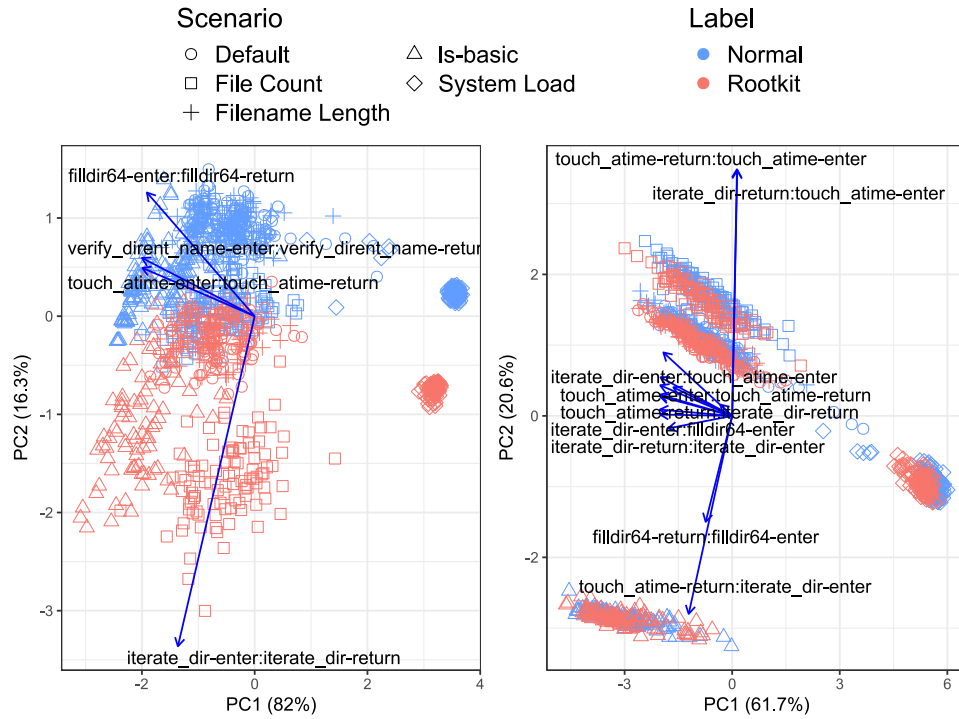 Scenario
Label
Default
ls-basic
Normal
File Count
System Load
Rootkit
Filename Length
filldir64-enter:filldir64-return
verify_dirent_name-enter:verify_dirent_name-retur
touch_atime-enter:touch_atime-return
iterate_dir-enter:iterate_dir-return
1
0
-1
-2
-3
PC2 (16.3%)
-2
0
2
4
PC1 (82%)
touch_atime-return:touch_atime-enter
iterate_dir-return:touch_atime-enter
iterate_dir-enter:touch_atime-enter
touch_atime-enter:touch_atime-return
touch_atime-return:iterate_dir-return
iterate_dir-enter:filldir64-enter
iterate_dir-return:iterate_dir-enter
filldir64-return:filldir64-enter
touch_atime-return:iterate_dir-enter
2
0
-2
PC2 (20.6%)
-3
0
3
6
PC1 (61.7%)